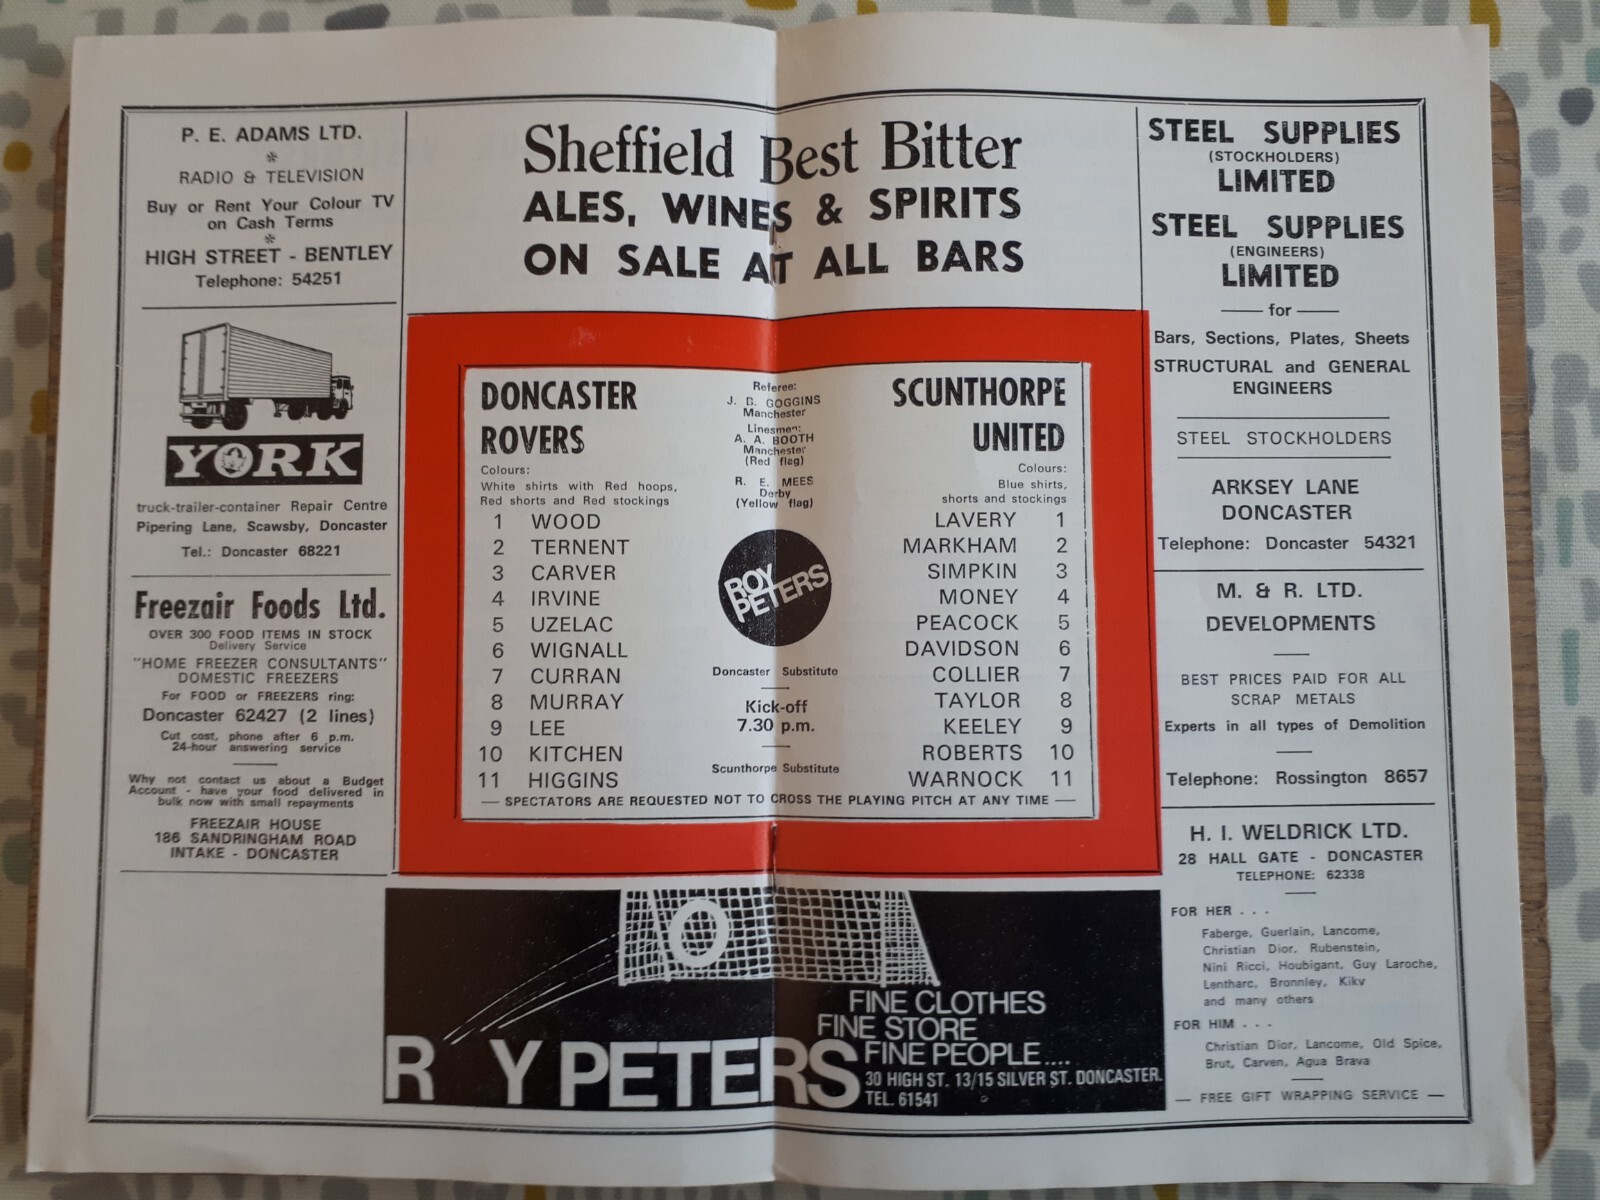 P. E. ADAMS LTD.
RADIO & TELEVISION
Buy or Rent Your Colour TV
on Cash Terms
HIGH STREET - BENTLEY
Telephone: 54251
YORK
truck-trailer-container Repair Centre
Pipering Lane, Scawsby, Doncaster
Tel.: Doncaster 68221
Freezair Foods Ltd.
OVER 300 FOOD ITEMS IN STOCK
Delivery Service
"HOME FREEZER CONSULTANTS"
DOMESTIC FREEZERS
For FOOD or FREEZERS ring:
Doncaster 62427 (2 lines)
Cut cost, phone after 6 p.m.
24-hour answering service
Why not contact us about a Budget
Account - have your food delivered in
bulk now with small repayments
FREEZAIR HOUSE
186 SANDRINGHAM ROAD
INTAKE - DONCASTER
Sheffield Best Bitter
ALES, WINES & SPIRITS
ON SALE AT ALL BARS
DONCASTER
ROVERS
Colours:
White shirts with Red hoops,
Red shorts and Red stockings
1 WOOD
2 TERNENT
3 CARVER
4 IRVINE
5 UZELAC
6 WIGNALL
7 CURRAN
8 MURRAY
9 LEE
10 KITCHEN
11 HIGGINS
Referee:
J. B. GOGGINS
Manchester
Linesmen:
A. A. BOOTH
Manchester
(Red flag)
R. E. MEES
Derby
(Yellow flag)
ROY
PETERS
Doncaster Substitute
Kick-off
7.30 p.m.
Scunthorpe Substitute
SCUNTHORPE
UNITED
Colours:
Blue shirts,
shorts and stockings
LAVERY 1
MARKHAM 2
SIMPKIN 3
MONEY 4
PEACOCK 5
DAVIDSON 6
COLLIER 7
TAYLOR 8
KEELEY 9
ROBERTS 10
WARNOCK 11
— SPECTATORS ARE REQUESTED NOT TO CROSS THE PLAYING PITCH AT ANY TIME —
FINE CLOTHES
FINE STORE
FINE PEOPLE....
ROY PETERS
30 HIGH ST. 13/15 SILVER ST. DONCASTER.
TEL. 61541
STEEL SUPPLIES
(STOCKHOLDERS)
LIMITED
STEEL SUPPLIES
(ENGINEERS)
LIMITED
— for —
Bars, Sections, Plates, Sheets
STRUCTURAL and GENERAL
ENGINEERS
STEEL STOCKHOLDERS
ARKSEY LANE
DONCASTER
Telephone: Doncaster 54321
M. & R. LTD.
DEVELOPMENTS
BEST PRICES PAID FOR ALL
SCRAP METALS
Experts in all types of Demolition
Telephone: Rossington 8657
H. I. WELDRICK LTD.
28 HALL GATE - DONCASTER
TELEPHONE: 62338
FOR HER . . .
Faberge, Guerlain, Lancome,
Christian Dior, Rubenstein,
Nini Ricci, Houbigant, Guy Laroche,
Lentharc, Bronnley, Kikv
and many others
FOR HIM . . .
Christian Dior, Lancome, Old Spice,
Brut, Carven, Aqua Brava
— FREE GIFT WRAPPING SERVICE —